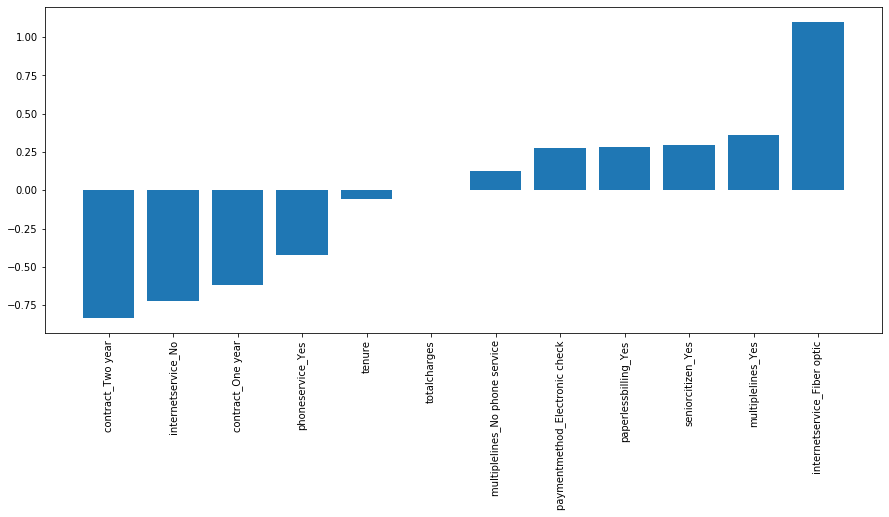 1.00
0.75
0.50
0.25
0.00
−0.25
−0.50
−0.75
contract_Two year
internetservice_No
contract_One year
phoneservice_Yes
tenure
totalcharges
multiplelines_No phone service
paymentmethod_Electronic check
paperlessbilling_Yes
seniorcitizen_Yes
multiplelines_Yes
internetservice_Fiber optic